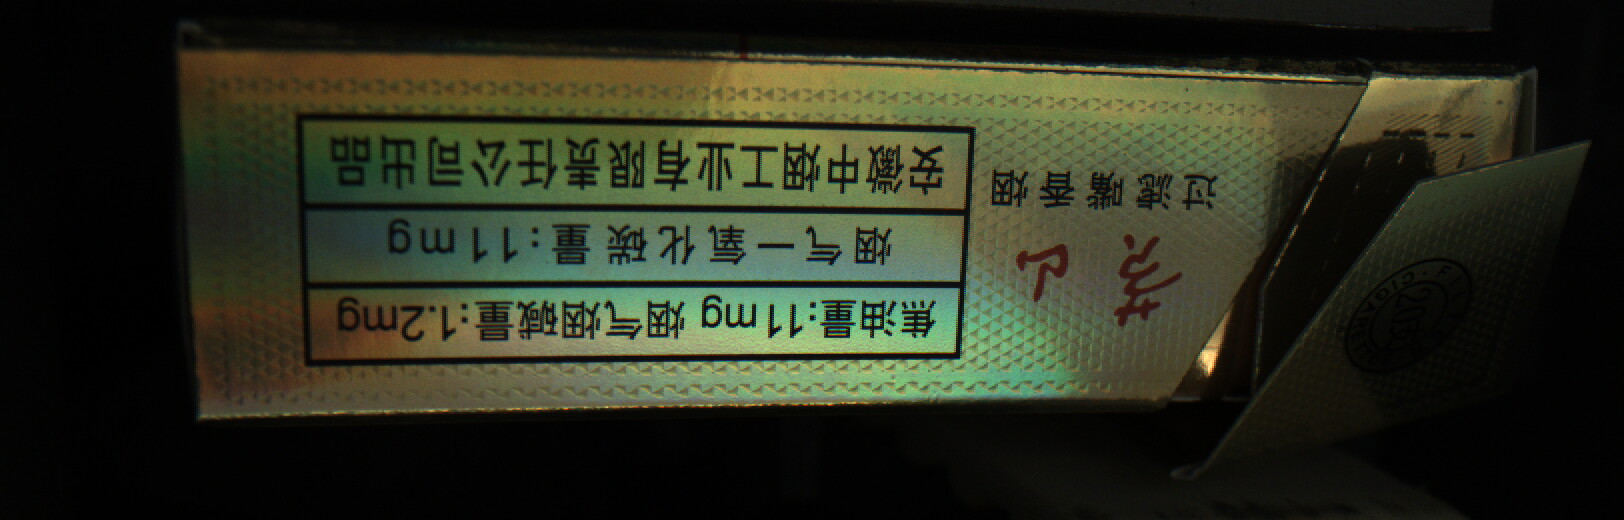 黄山
过滤嘴香烟
焦油量:11mg 烟气烟碱量:1.2mg
烟气一氧化碳量:11mg
安徽中烟工业有限责任公司出品